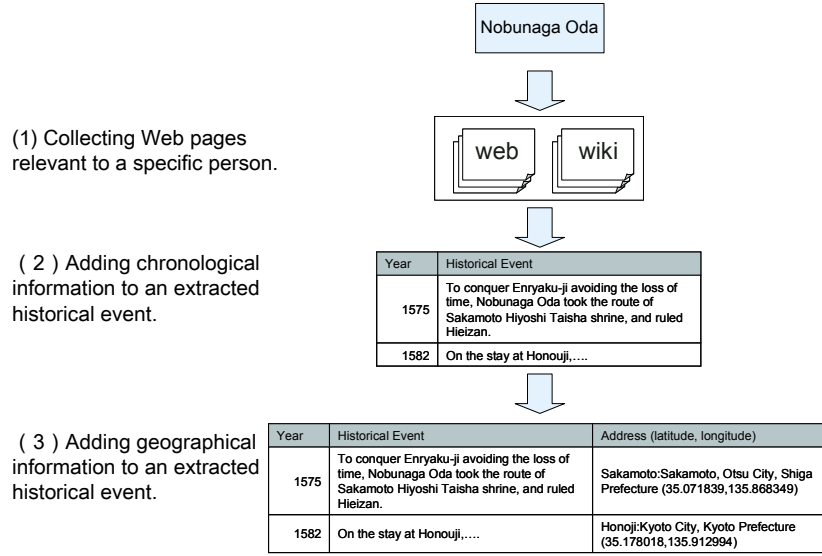 Nobunaga Oda
(1) Collecting Web pages
relevant to a specific person.
web
wiki
( 2 ) Adding chronological
information to an extracted
historical event.
Year
Historical Event
1575
To conquer Enryaku-ji avoiding the loss of
time, Nobunaga Oda took the route of
Sakamoto Hiyoshi Taisha shrine, and ruled
Hieizan.
1582
On the stay at Honouji,….
( 3 ) Adding geographical
information to an extracted
historical event.
Year
Historical Event
Address (latitude, longitude)
1575
To conquer Enryaku-ji avoiding the loss of
time, Nobunaga Oda took the route of
Sakamoto Hiyoshi Taisha shrine, and ruled
Hieizan.
Sakamoto:Sakamoto, Otsu City, Shiga
Prefecture (35.071839,135.868349)
1582
On the stay at Honouji,….
Honoji:Kyoto City, Kyoto Prefecture
(35.178018,135.912994)